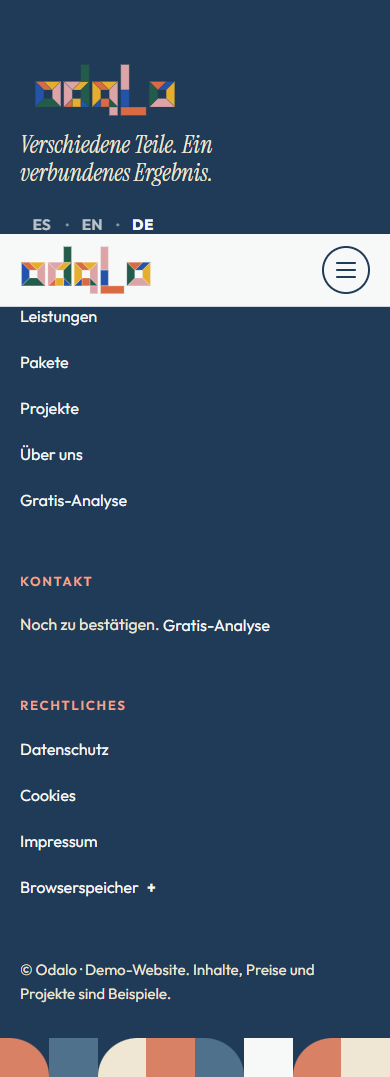 odalo
Verschiedene Teile. Ein
verbundenes Ergebnis.
ES · EN · DE
odalo
Leistungen
Pakete
Projekte
Über uns
Gratis-Analyse
KONTAKT
Noch zu bestätigen. Gratis-Analyse
RECHTLICHES
Datenschutz
Cookies
Impressum
Browserspeicher +
© Odalo · Demo-Website. Inhalte, Preise und
Projekte sind Beispiele.